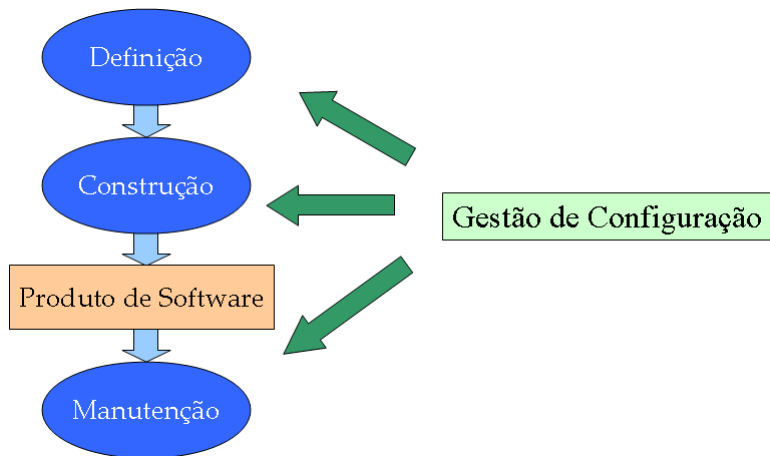 Definição
Construção
Gestão de Configuração
Produto de Software
Manutenção